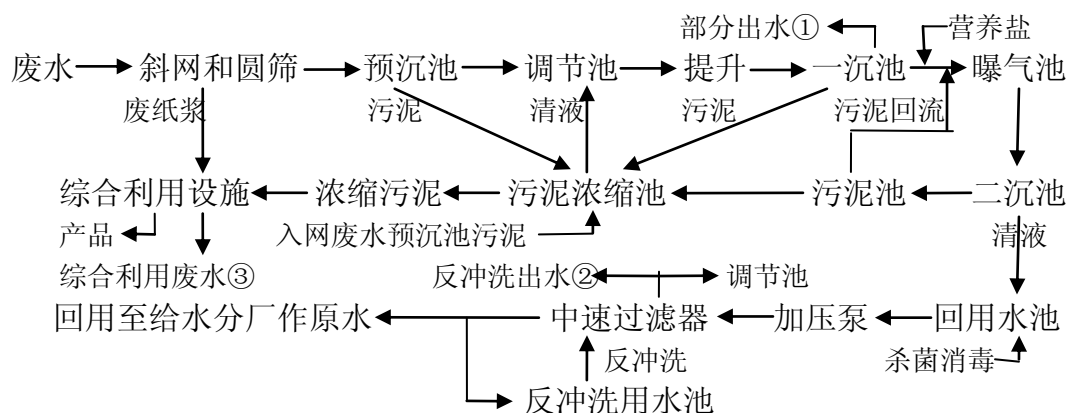 部分出水① 营养盐
废水 斜网和圆筛 预沉池 调节池 提升 一沉池 曝气池
废纸浆 污泥 清液 污泥 污泥回流
综合利用设施 浓缩污泥 污泥浓缩池 污泥池 二沉池
产品 入网废水预沉池污泥 清液
综合利用废水③ 反冲洗出水② 调节池
回用至给水分厂作原水 中速过滤器 加压泵 回用水池
反冲洗 杀菌消毒
反冲洗用水池